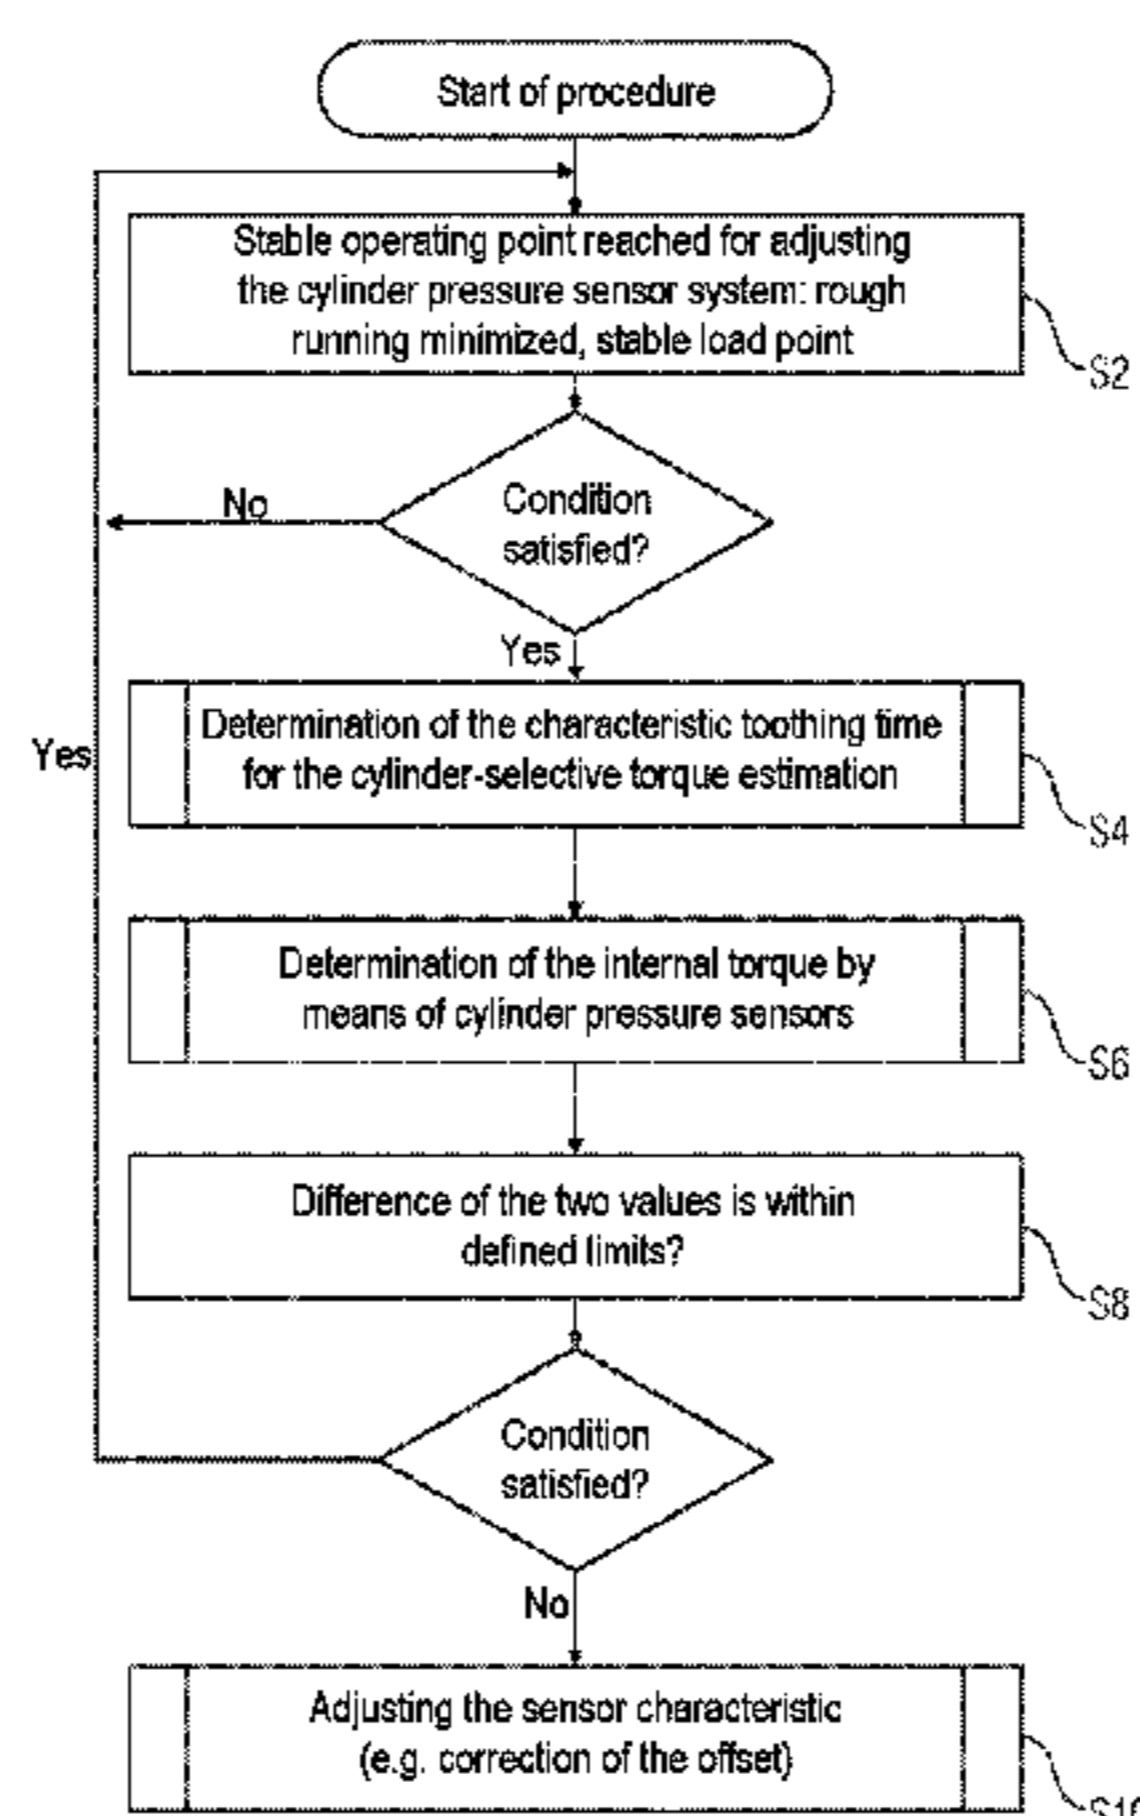 Start of procedure
Stable operating point reached for adjusting
the cylinder pressure sensor system: rough
running minimized, stable load point
S2
Condition
satisfied?
No
Yes
Determination of the characteristic toothing time
for the cylinder-selective torque estimation
Yes
S4
Determination of the internal torque by
means of cylinder pressure sensors
S6
Difference of the two values is within
defined limits?
S8
Condition
satisfied?
No
Adjusting the sensor characteristic
(e.g. correction of the offset)